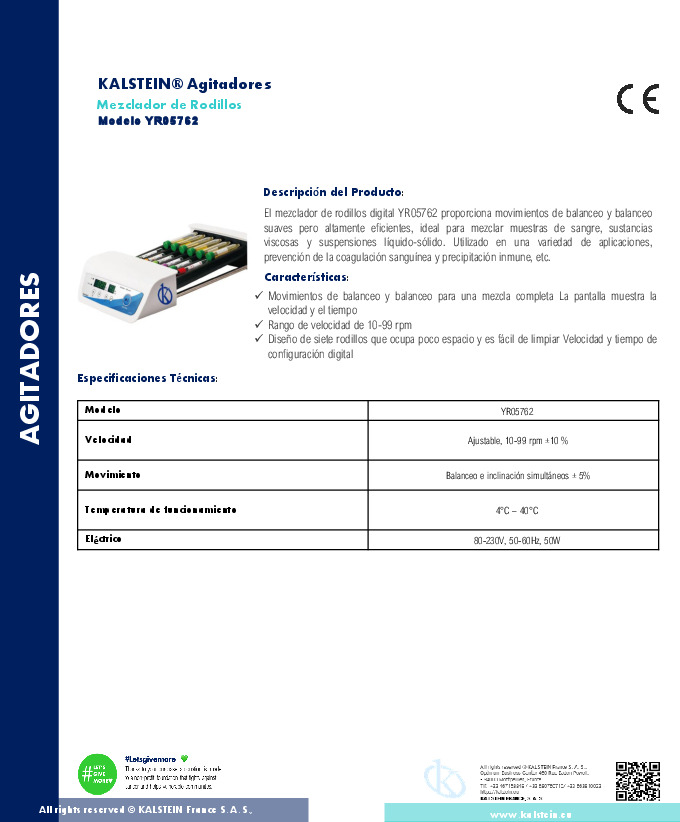 KALSTEIN® Agitadores
Mezclador de Rodillos
Modelo YR05762
CE
AGITADORES
Descripción del Producto:
El mezclador de rodillos digital YR05762 proporciona movimientos de balanceo y balanceo
suaves pero altamente eficientes, ideal para mezclar muestras de sangre, sustancias
viscosas y suspensiones líquido-sólido. Utilizado en una variedad de aplicaciones,
prevención de la coagulación sanguínea y precipitación inmune, etc.
Características:
✓ Movimientos de balanceo y balanceo para una mezcla completa La pantalla muestra la
velocidad y el tiempo
✓ Rango de velocidad de 10-99 rpm
✓ Diseño de siete rodillos que ocupa poco espacio y es fácil de limpiar Velocidad y tiempo de
configuración digital
Especificaciones Técnicas:
Modelo YR05762
Velocidad Ajustable, 10-99 rpm ±10 %
Movimiento Balanceo e inclinación simultáneos ± 5%
Temperatura de funcionamiento 4°C – 40°C
Eléctrico 80-230V, 50-60Hz, 50W
# LET'S GIVE MORE
#Letsgivemore
All rights reserved © KALSTEIN France S. A. S.,
KALSTEIN FRANCE, S. A. S
All rights reserved © KALSTEIN France S. A. S.,
www.kalstein.eu